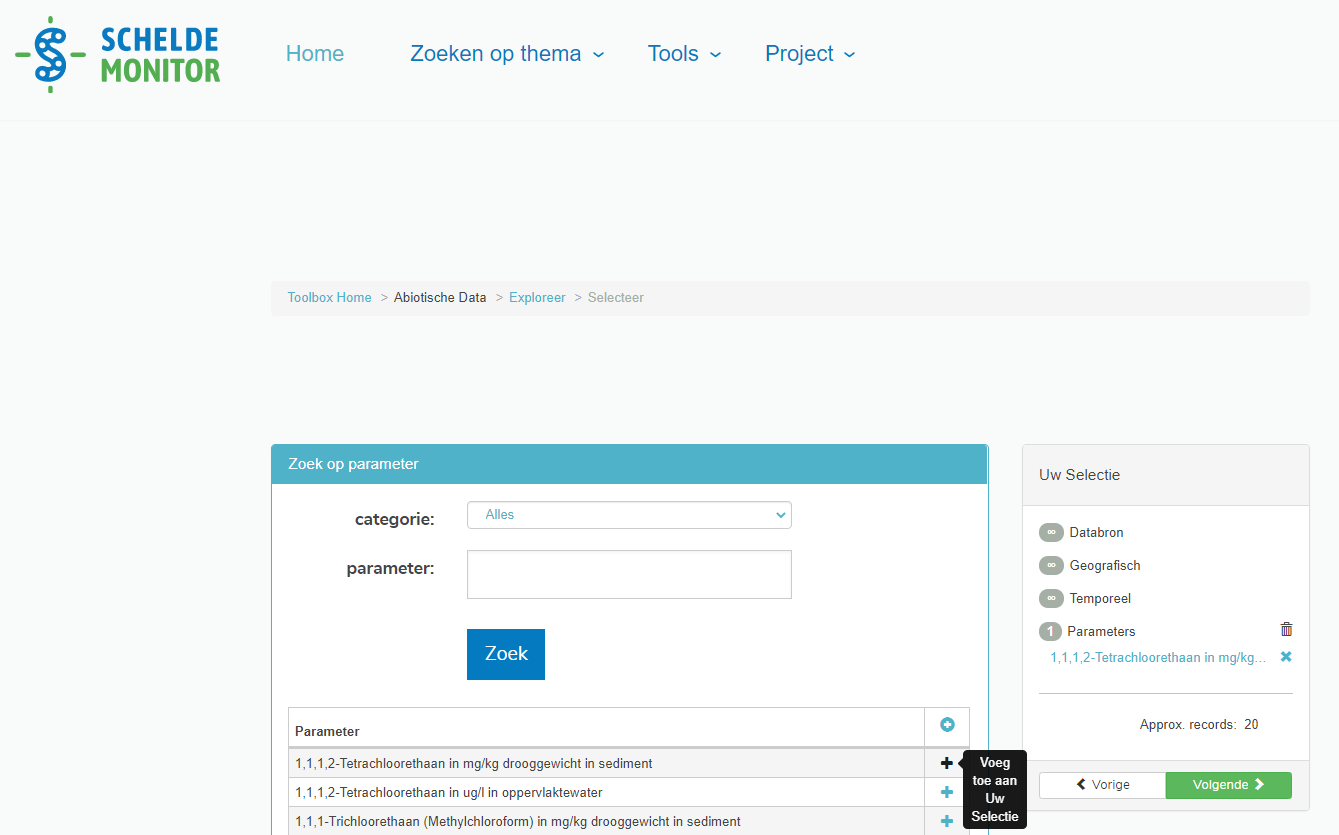 SCHELDE
MONITOR
Home Zoeken op thema Tools Project
Toolbox Home > Abiotische Data > Exploreer > Selecteer
Zoek op parameter
categorie: Alles
parameter:
Zoek
Parameter
1,1,1,2-Tetrachloorethaan in mg/kg drooggewicht in sediment
1,1,1,2-Tetrachloorethaan in ug/l in oppervlaktewater
1,1,1-Trichloorethaan (Methylchloroform) in mg/kg drooggewicht in sediment
Voeg
toe aan
Uw
Selectie
Uw Selectie
∞ Databron
∞ Geografisch
∞ Temporeel
1 Parameters
1,1,1,2-Tetrachloorethaan in mg/kg...
Approx. records: 20
Vorige Volgende